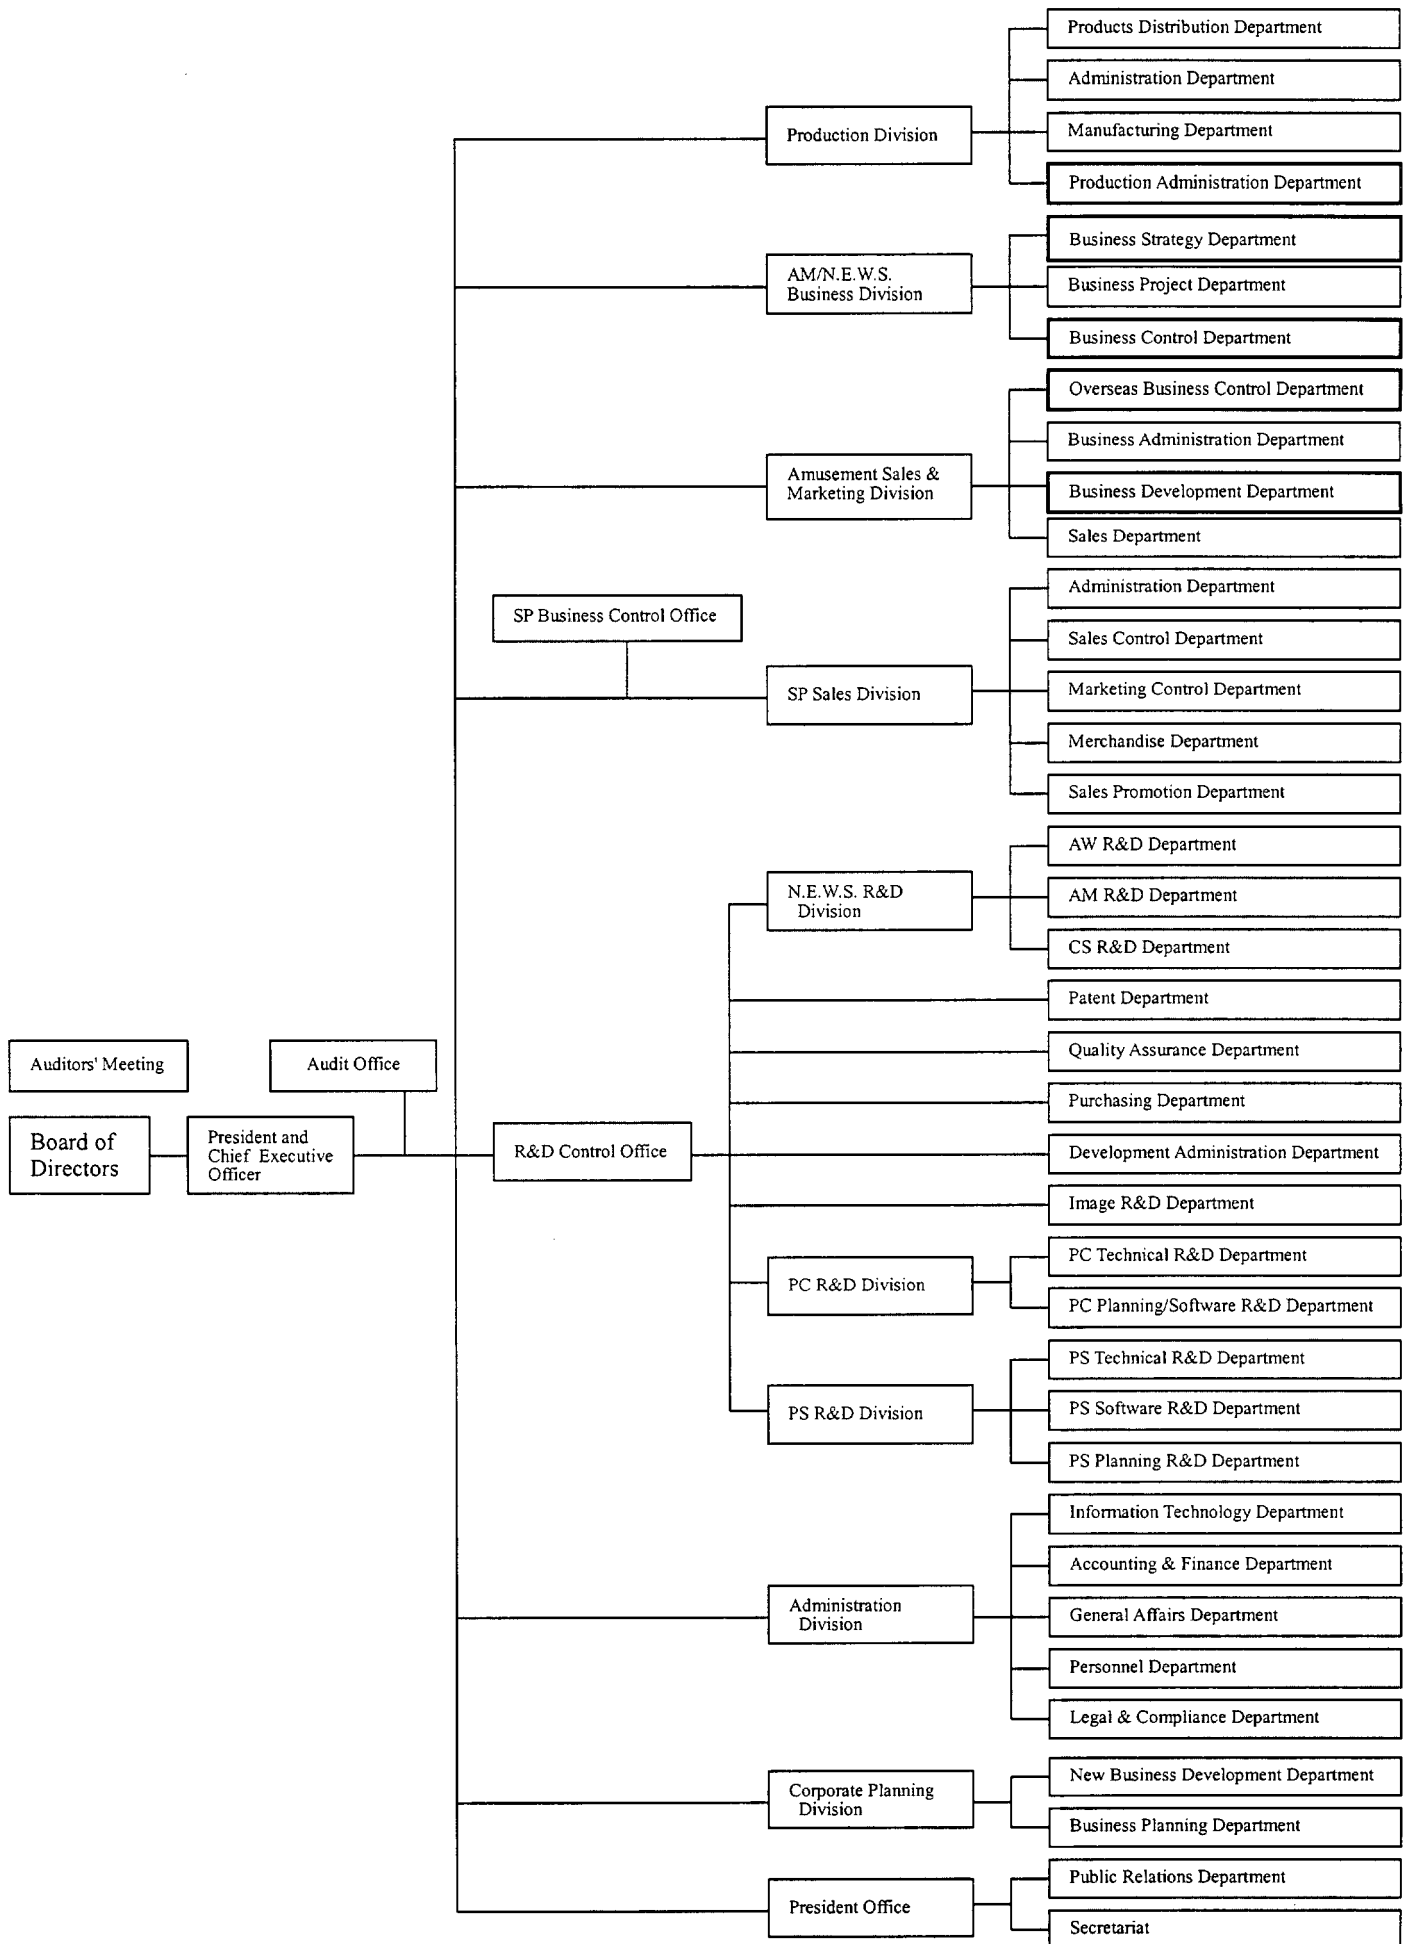 Products Distribution Department
Administration Department
Production Division
Manufacturing Department
Production Administration Department
Business Strategy Department
AM/N.E.W.S.
Business Division
Business Project Department
Business Control Department
Overseas Business Control Department
Business Administration Department
Amusement Sales &
Marketing Division
Business Development Department
Sales Department
Administration Department
SP Business Control Office
Sales Control Department
SP Sales Division
Marketing Control Department
Merchandise Department
Sales Promotion Department
AW R&D Department
N.E.W.S. R&D
Division
AM R&D Department
CS R&D Department
Patent Department
Quality Assurance Department
Auditors' Meeting
Audit Office
Purchasing Department
Board of
Directors
President and
Chief Executive
Officer
R&D Control Office
Development Administration Department
Image R&D Department
PC Technical R&D Department
PC R&D Division
PC Planning/Software R&D Department
PS Technical R&D Department
PS R&D Division
PS Software R&D Department
PS Planning R&D Department
Information Technology Department
Accounting & Finance Department
Administration
Division
General Affairs Department
Personnel Department
Legal & Compliance Department
New Business Development Department
Corporate Planning
Division
Business Planning Department
Public Relations Department
President Office
Secretariat